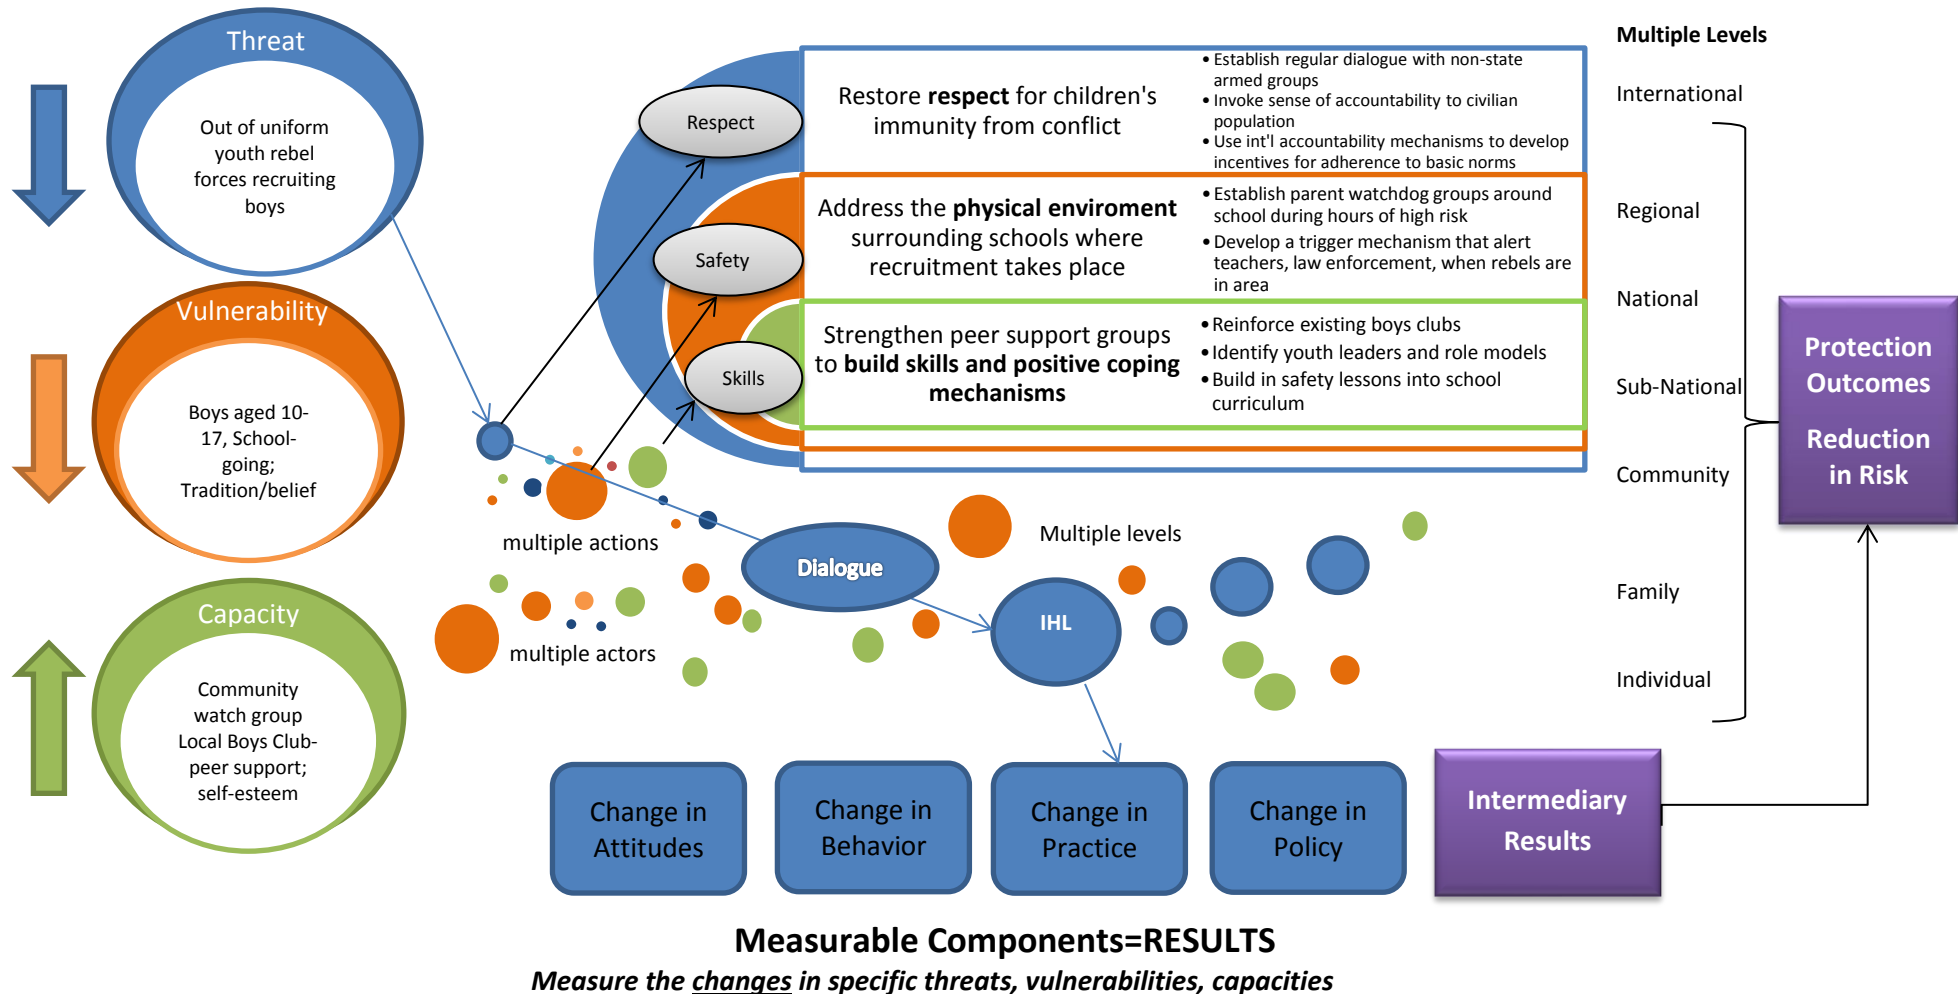 Threat
Out of uniform
youth rebel
forces recruiting
boys
Vulnerability
Boys aged 10-
17, School-
going;
Tradition/belief
Capacity
Community
watch group
Local Boys Club-
peer support;
self-esteem
Respect
Restore respect for children's
immunity from conflict
• Establish regular dialogue with non-state
armed groups
• Invoke sense of accountability to civilian
population
• Use int'l accountability mechanisms to develop
incentives for adherence to basic norms
Safety
Address the physical enviroment
surrounding schools where
recruitment takes place
• Establish parent watchdog groups around
school during hours of high risk
• Develop a trigger mechanism that alert
teachers, law enforcement, when rebels are
in area
Skills
Strengthen peer support groups
to build skills and positive coping
mechanisms
• Reinforce existing boys clubs
• Identify youth leaders and role models
• Build in safety lessons into school
curriculum
multiple actions
multiple actors
Dialogue
Multiple levels
IHL
Multiple Levels
International
Regional
National
Sub-National
Community
Family
Individual
Protection
Outcomes
Reduction
in Risk
Change in
Attitudes
Change in
Behavior
Change in
Practice
Change in
Policy
Intermediary
Results
Measurable Components=RESULTS
Measure the changes in specific threats, vulnerabilities, capacities